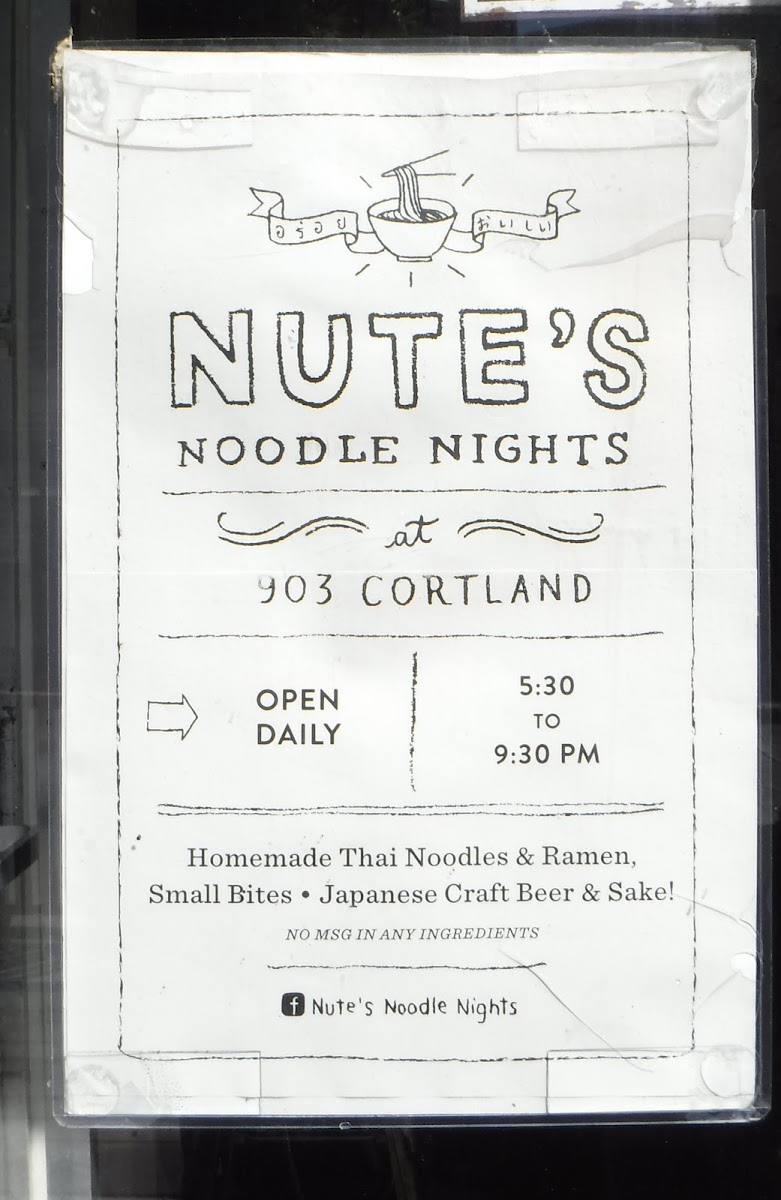 อร่อย おいしい
NUTE'S
NOODLE NIGHTS
at
903 CORTLAND
OPEN
DAILY
5:30
TO
9:30 PM
Homemade Thai Noodles & Ramen,
Small Bites • Japanese Craft Beer & Sake!
NO MSG IN ANY INGREDIENTS
f Nute's Noodle Nights